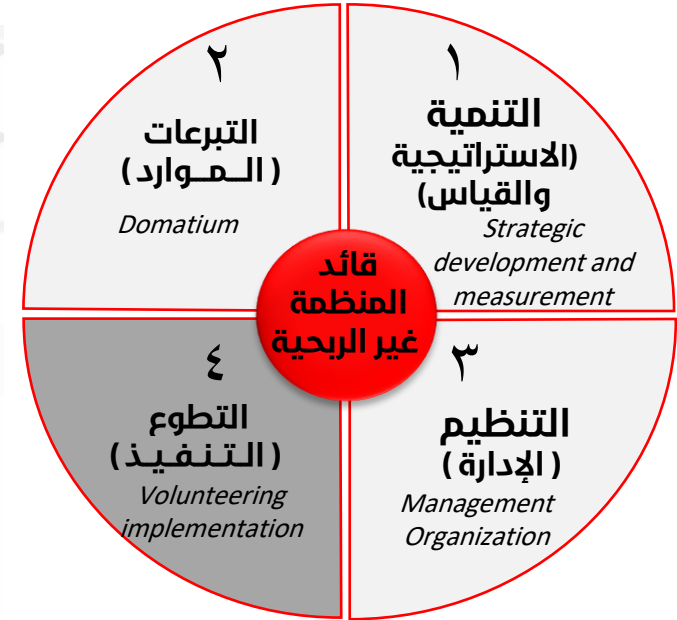 ١
التنمية
(الاستراتيجية
والقياس)
Strategic
development and
measurement
٢
التبرعات
(الــمــوارد)
Domatium
قائد
المنظمة
غير الربحية
٣
التنظيم
(الإدارة)
Management
Organization
٤
التطوع
(الـتـنـفـيـذ)
Volunteering
implementation